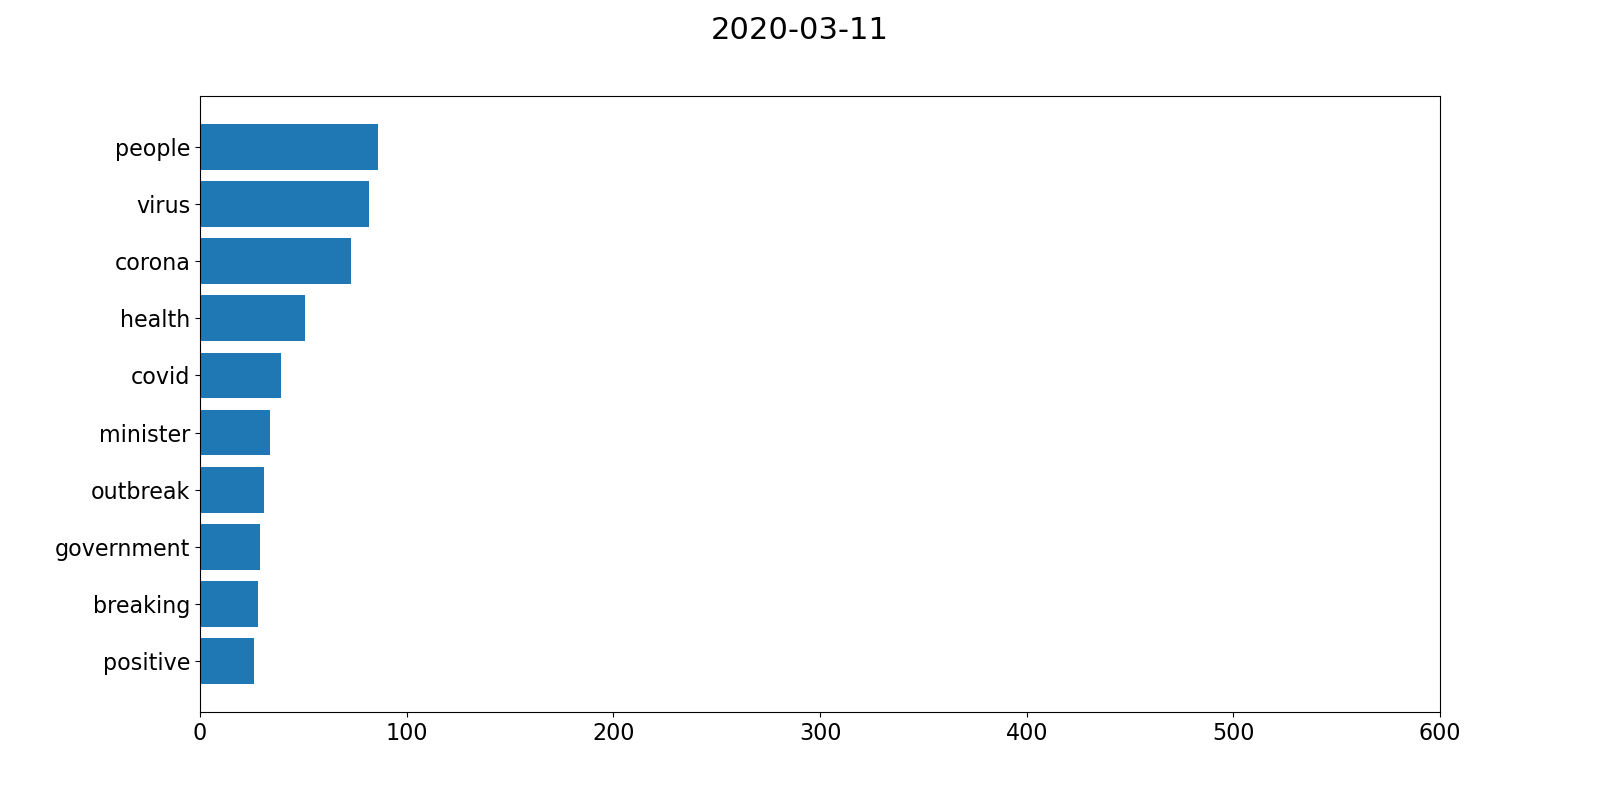 2020-03-11
people
virus
corona
health
covid
minister
outbreak
government
breaking
positive
0 100 200 300 400 500 600